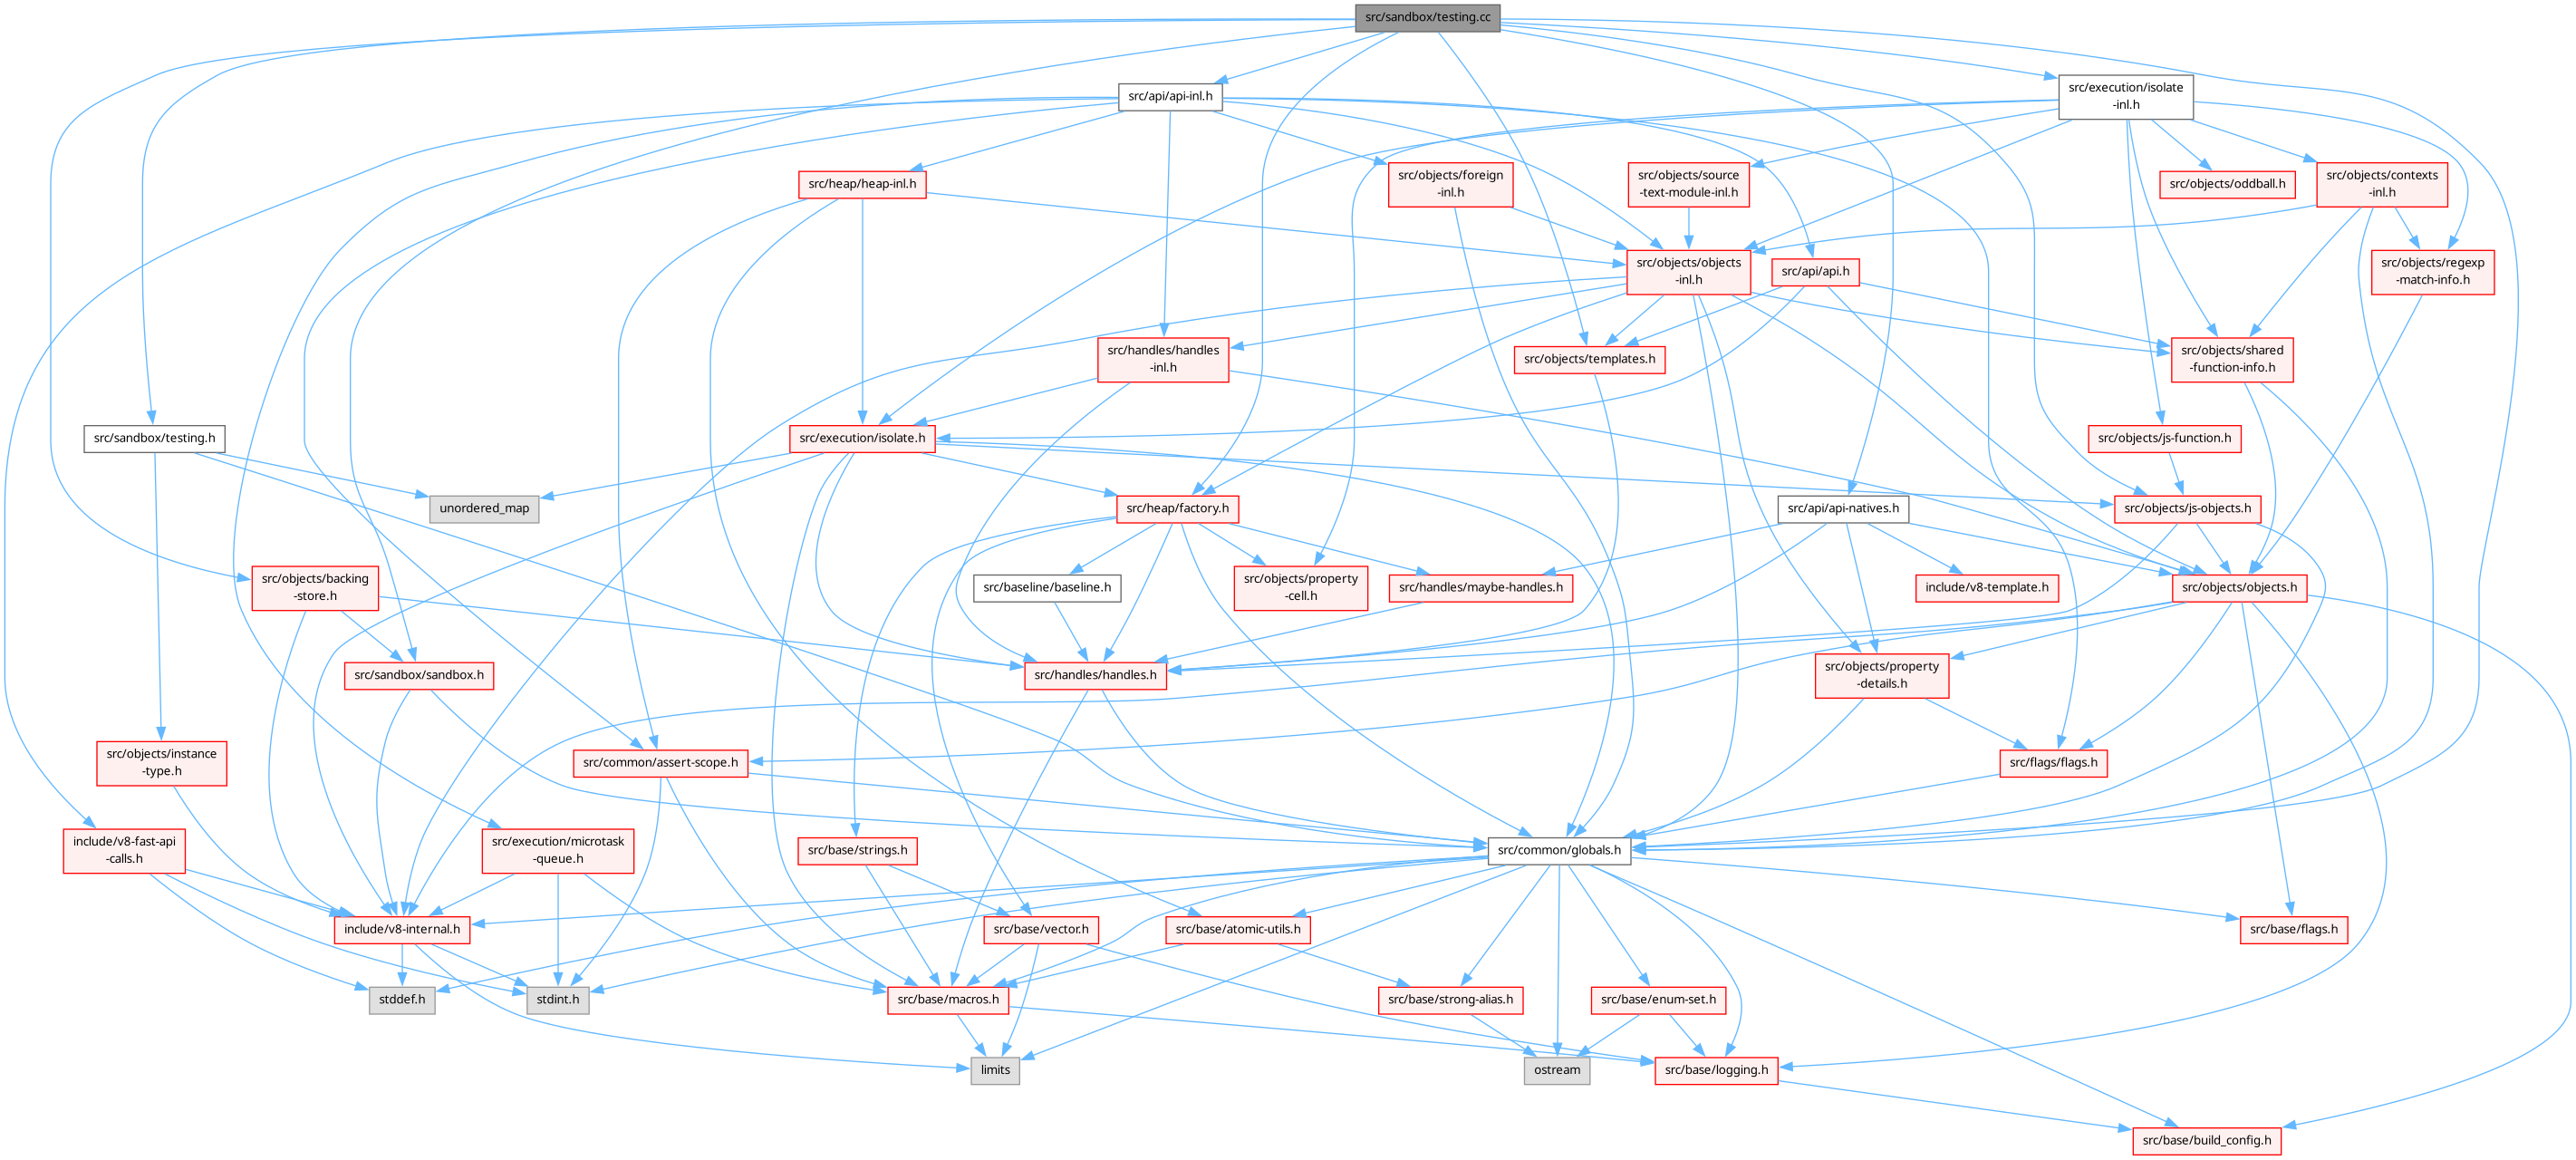 src/sandbox/testing.cc
src/api/api-inl.h
src/execution/isolate
-inl.h
src/heap/heap-inl.h
src/objects/foreign
-inl.h
src/objects/source
-text-module-inl.h
src/objects/oddball.h
src/objects/contexts
-inl.h
src/objects/objects
-inl.h
src/api/api.h
src/objects/regexp
-match-info.h
src/handles/handles
-inl.h
src/objects/templates.h
src/objects/shared
-function-info.h
src/sandbox/testing.h
src/execution/isolate.h
src/objects/js-function.h
unordered_map
src/heap/factory.h
src/api/api-natives.h
src/objects/js-objects.h
src/objects/backing
-store.h
src/baseline/baseline.h
src/objects/property
-cell.h
src/handles/maybe-handles.h
include/v8-template.h
src/objects/objects.h
src/sandbox/sandbox.h
src/handles/handles.h
src/objects/property
-details.h
src/objects/instance
-type.h
src/common/assert-scope.h
src/flags/flags.h
include/v8-fast-api
-calls.h
src/execution/microtask
-queue.h
src/base/strings.h
src/common/globals.h
include/v8-internal.h
src/base/vector.h
src/base/atomic-utils.h
src/base/flags.h
stddef.h
stdint.h
src/base/macros.h
src/base/strong-alias.h
src/base/enum-set.h
limits
ostream
src/base/logging.h
src/base/build_config.h